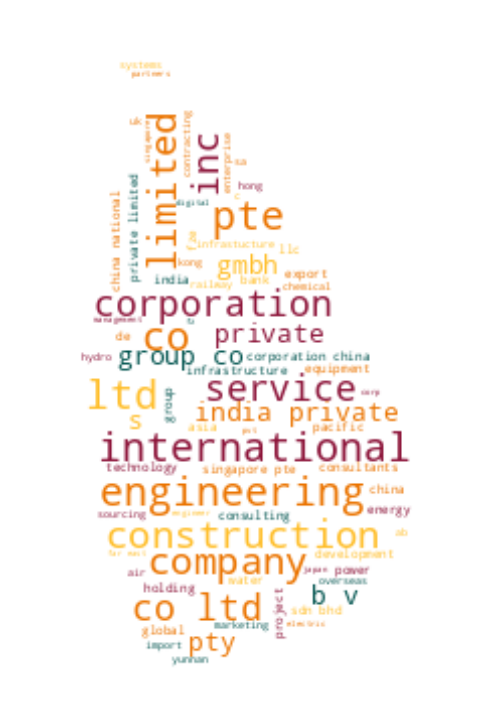 systems
partners
uk
singapore
limited
contracting
inc
enterprise
sa
hong
china national
private limited
digital
c
pte
infrastucture
llc
kong
gmbh
india
railway
bank
export
chemical
corporation
management
de
co
private
hydro
group co
corporation china
infrastructure
equipment
service
corp
ltd
s
group
india private
asia
pacific
international
technology
singapore pte
consultants
engineering
china
sourcing
engineer
consulting
energy
construction
ab
far east
company
development
air
japan
power
water
overseas
holding
b v
co ltd
project
sdn bhd
global
marketing
electric
import
pty
yunnan